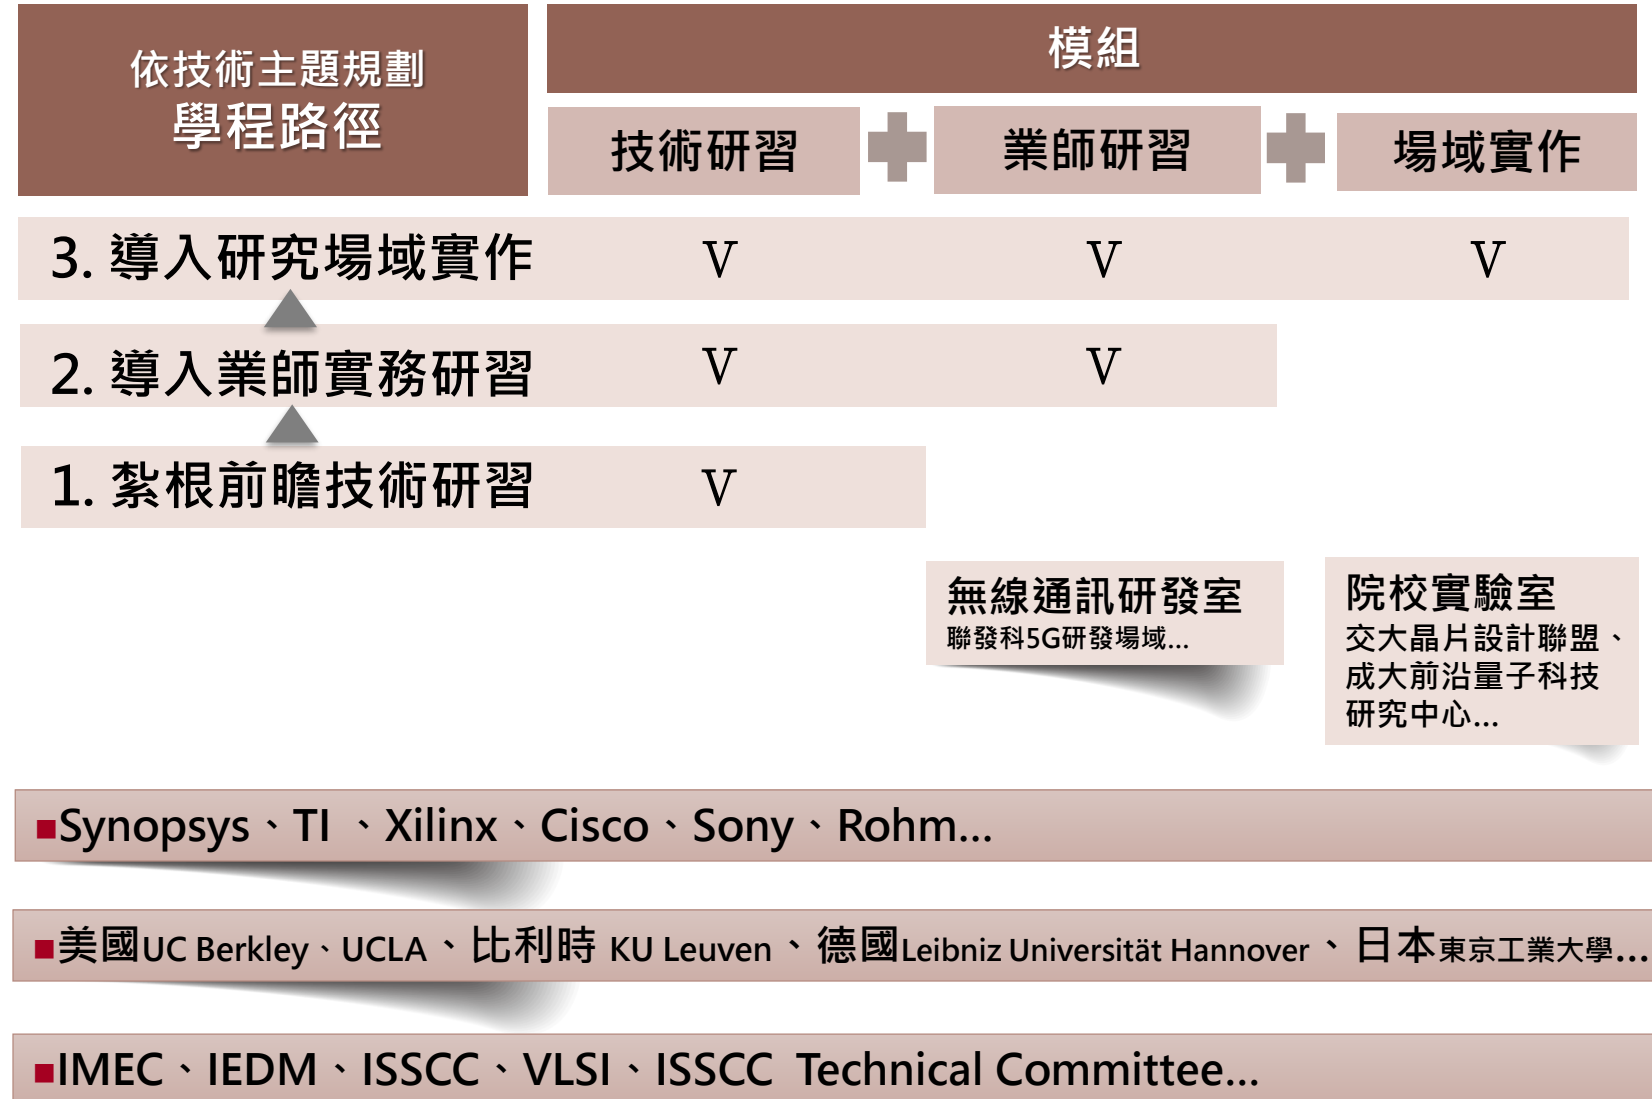 依技術主題規劃
學程路徑
模組
技術研習
業師研習
場域實作
3. 導入研究場域實作 V V V
2. 導入業師實務研習 V V
1. 紮根前瞻技術研習 V
無線通訊研發室
聯發科5G研發場域...
院校實驗室
交大晶片設計聯盟、
成大前沿量子科技
研究中心...
■Synopsys、TI 、Xilinx、Cisco、Sony、Rohm...
■美國UC Berkley、UCLA、比利時 KU Leuven、德國Leibniz Universität Hannover、日本東京工業大學...
■IMEC、IEDM、ISSCC、VLSI、ISSCC Technical Committee...